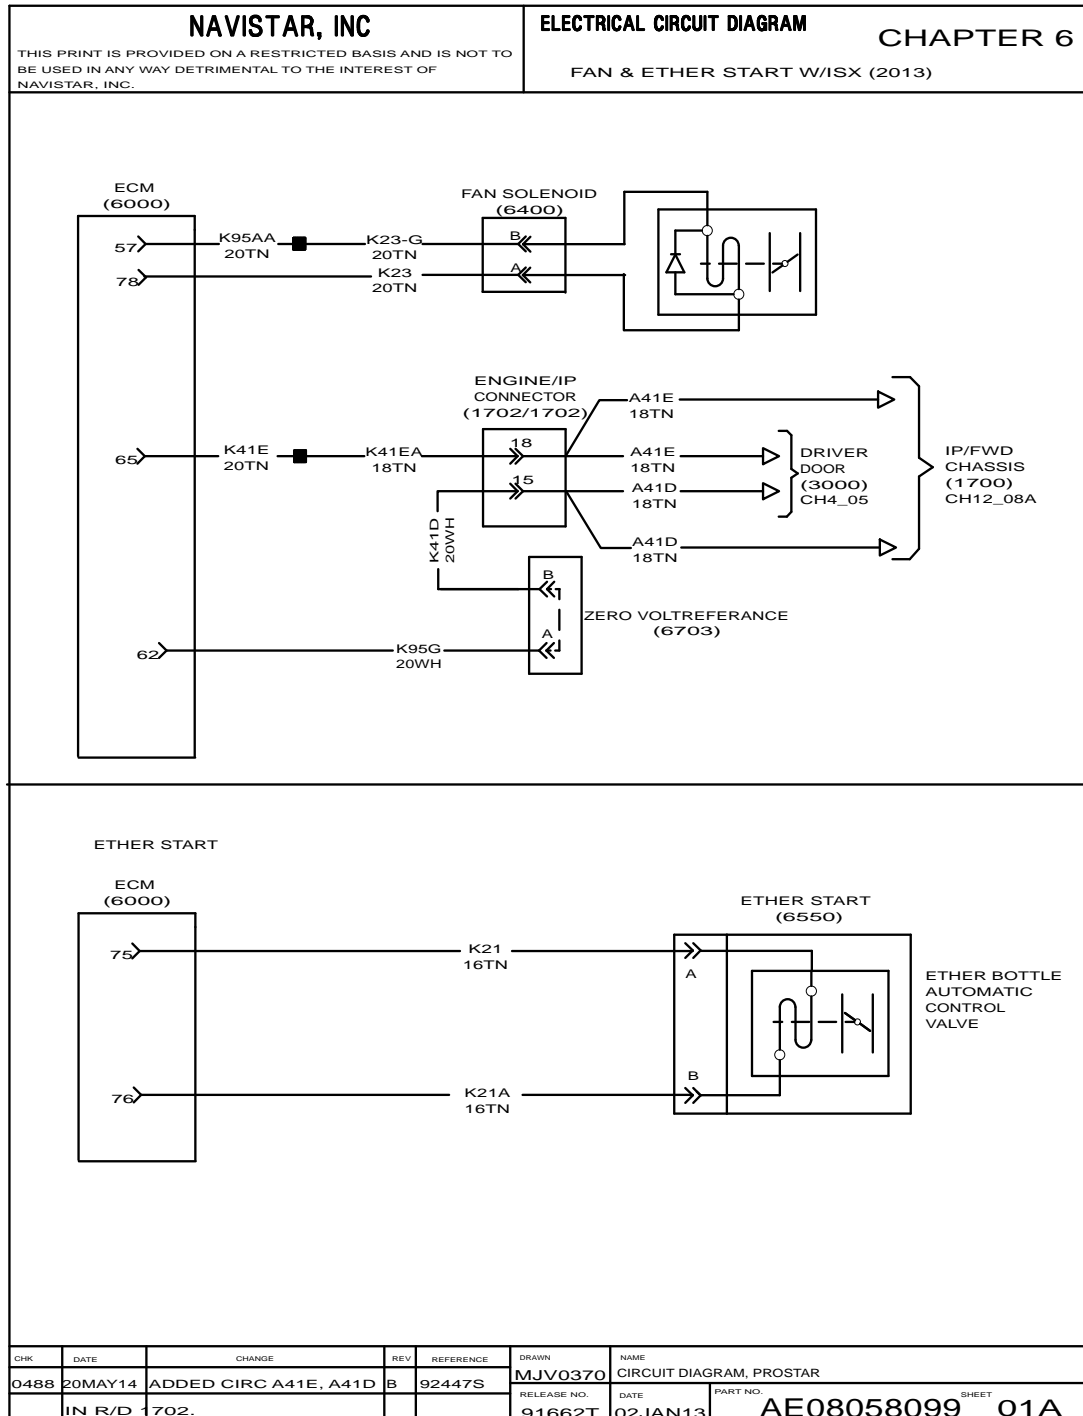 NAVISTAR, INC
THIS PRINT IS PROVIDED ON A RESTRICTED BASIS AND IS NOT TO
BE USED IN ANY WAY DETRIMENTAL TO THE INTEREST OF
NAVISTAR, INC.
ELECTRICAL CIRCUIT DIAGRAM
CHAPTER 6
FAN & ETHER START W/ISX (2013)
ECM
(6000)
FAN SOLENOID
(6400)
57
K95AA
20TN
K23-G
20TN
B
78
K23
20TN
A
ENGINE/IP
CONNECTOR
(1702/1702)
A41E
18TN
65
K41E
20TN
K41EA
18TN
18
A41E
18TN
15
A41D
18TN
DRIVER
DOOR
(3000)
CH4_05
IP/FWD
CHASSIS
(1700)
CH12_08A
K41D
20WH
A41D
18TN
B
ZERO VOLTREFERANCE
(6703)
A
62
K95G
20WH
ETHER START
ECM
(6000)
ETHER START
(6550)
75
K21
16TN
A
ETHER BOTTLE
AUTOMATIC
CONTROL
VALVE
76
K21A
16TN
B
CHK DATE CHANGE REV REFERENCE DRAWN NAME
0488 20MAY14 ADDED CIRC A41E, A41D B 92447S MJV0370 CIRCUIT DIAGRAM, PROSTAR
RELEASE NO. DATE PART NO. SHEET
IN R/D 1702. 91662T 02JAN13 AE08058099 01A